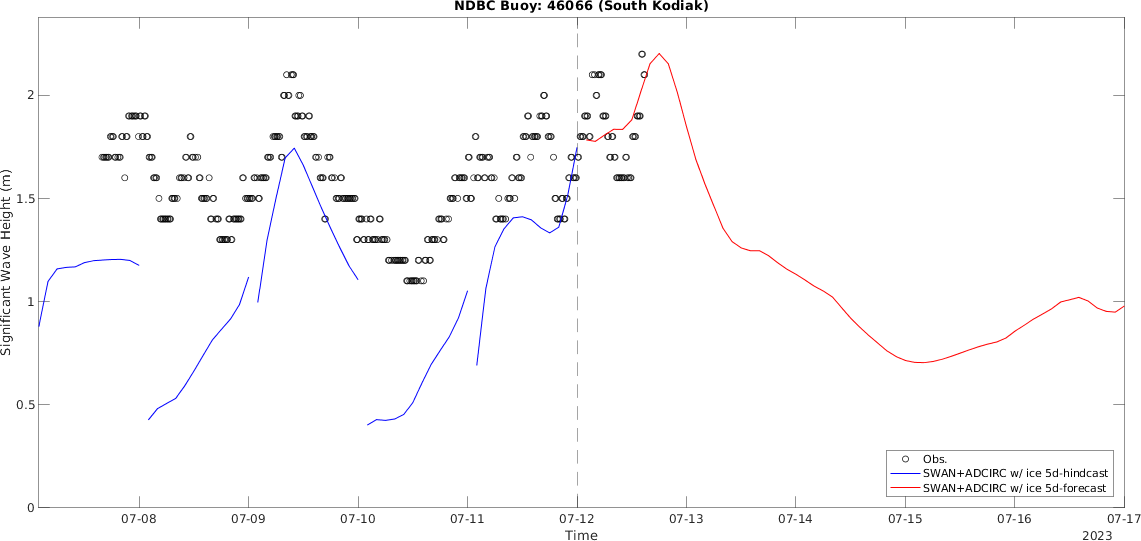 NDBC Buoy: 46066 (South Kodiak)
Significant Wave Height (m)
2
1.5
1
0.5
0
07-08 07-09 07-10 07-11 07-12 07-13 07-14 07-15 07-16 07-17
Time
2023
Obs.
SWAN+ADCIRC w/ ice 5d-hindcast
SWAN+ADCIRC w/ ice 5d-forecast